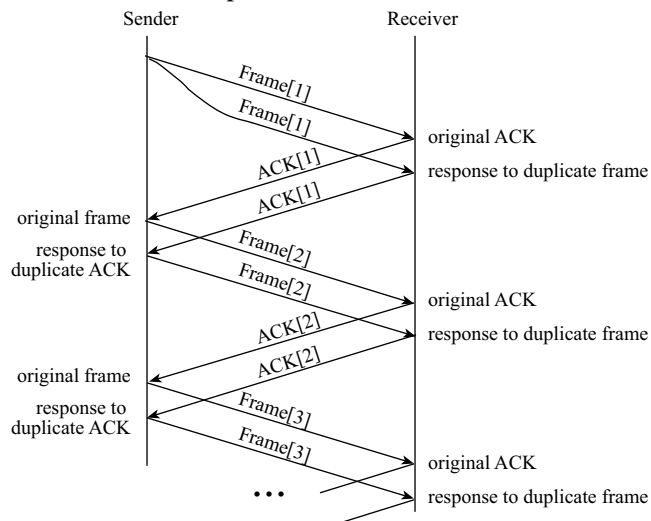 Sender
Receiver
Frame[1]
Frame[1]
original ACK
ACK[1]
response to duplicate frame
ACK[1]
original frame
response to
duplicate ACK
Frame[2]
Frame[2]
original ACK
ACK[2]
response to duplicate frame
ACK[2]
original frame
response to
duplicate ACK
Frame[3]
Frame[3]
original ACK
...
response to duplicate frame